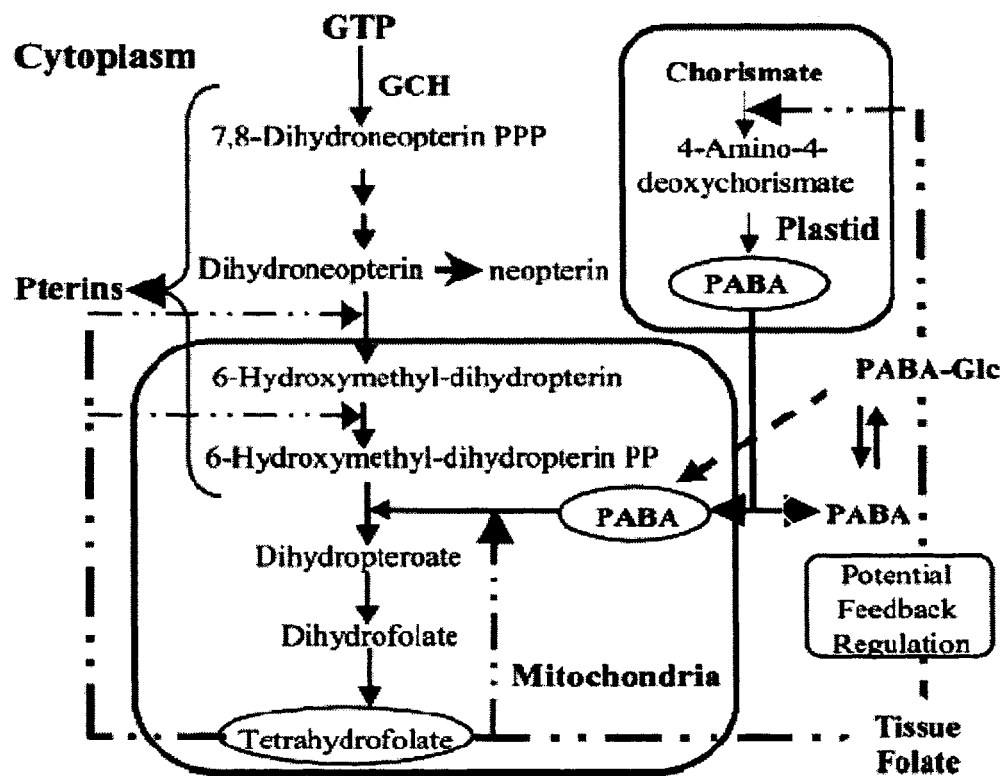 GTP
Cytoplasm
GCH
7,8-Dihydroneopterin PPP
Dihydroneopterin
neopterin
Pterins
6-Hydroxymethyl-dihydropterin
6-Hydroxymethyl-dihydropterin PP
Dihydropteroate
Dihydrofolate
Tetrahydrofolate
Mitochondria
PABA
Chorismate
4-Amino-4-
deoxychorismate
Plastid
PABA
PABA-Glc
PABA
Potential
Feedback
Regulation
Tissue
Folate